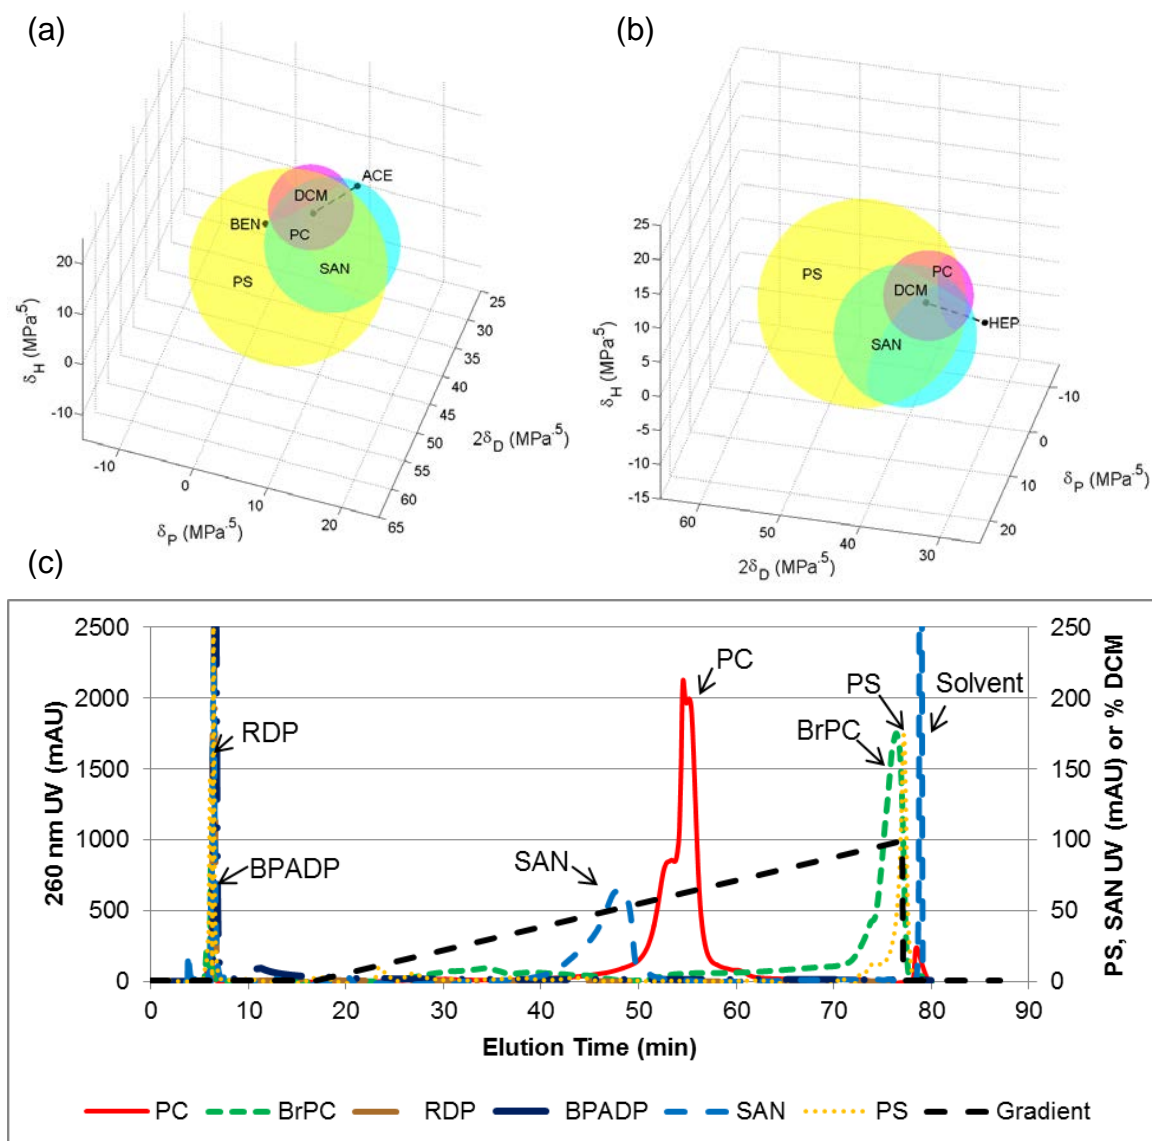 (a)
(b)
ACE
DCM
BEN
PC
SAN
PS
20
10
0
-10
δH (MPa.5)
-10
0
10
20
δP (MPa.5)
25
30
35
40
45
50
55
60
65
2δD (MPa.5)
PS
PC
DCM
HEP
SAN
25
20
15
10
5
0
-5
-10
-15
δH (MPa.5)
60
50
40
30
2δD (MPa.5)
-10
0
10
20
δP (MPa.5)
(c)
2500
2000
1500
1000
500
0
260 nm UV (mAU)
250
200
150
100
50
0
PS, SAN UV (mAU) or % DCM
RDP
BPADP
SAN
PC
BrPC
PS
Solvent
0 10 20 30 40 50 60 70 80 90
Elution Time (min)
PC BrPC RDP BPADP SAN PS Gradient